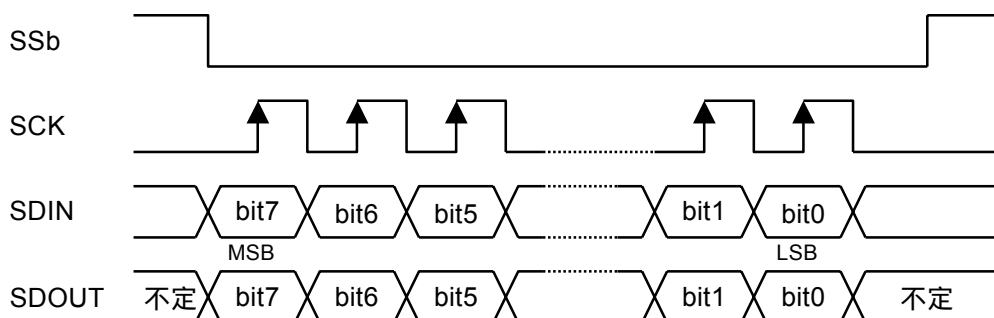 SSb
SCK
SDIN bit7 bit6 bit5 bit1 bit0
MSB LSB
SDOUT 不定 bit7 bit6 bit5 bit1 bit0 不定